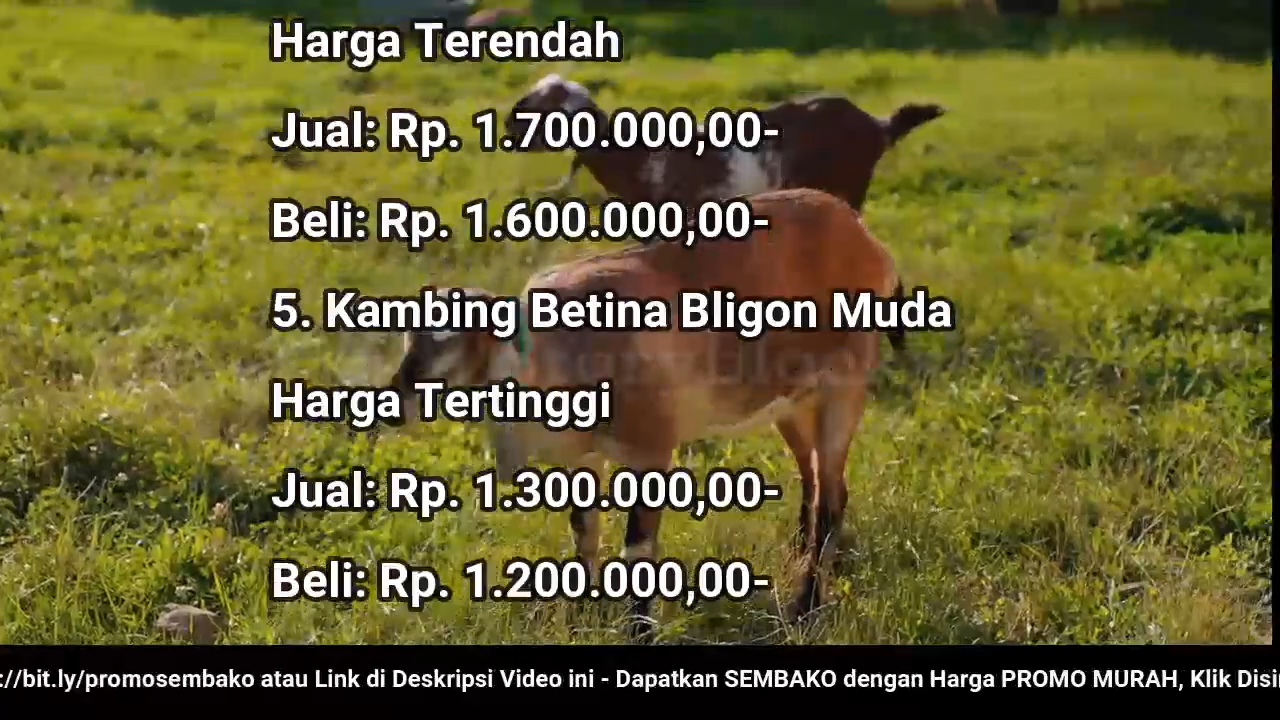 Harga Terendah
Jual: Rp. 1.700.000,00-
Beli: Rp. 1.600.000,00-
5. Kambing Betina Bligon Muda
Harga Tertinggi
Jual: Rp. 1.300.000,00-
Beli: Rp. 1.200.000,00-
://bit.ly/promosembako atau Link di Deskripsi Video ini - Dapatkan SEMBAKO dengan Harga PROMO MURAH, Klik